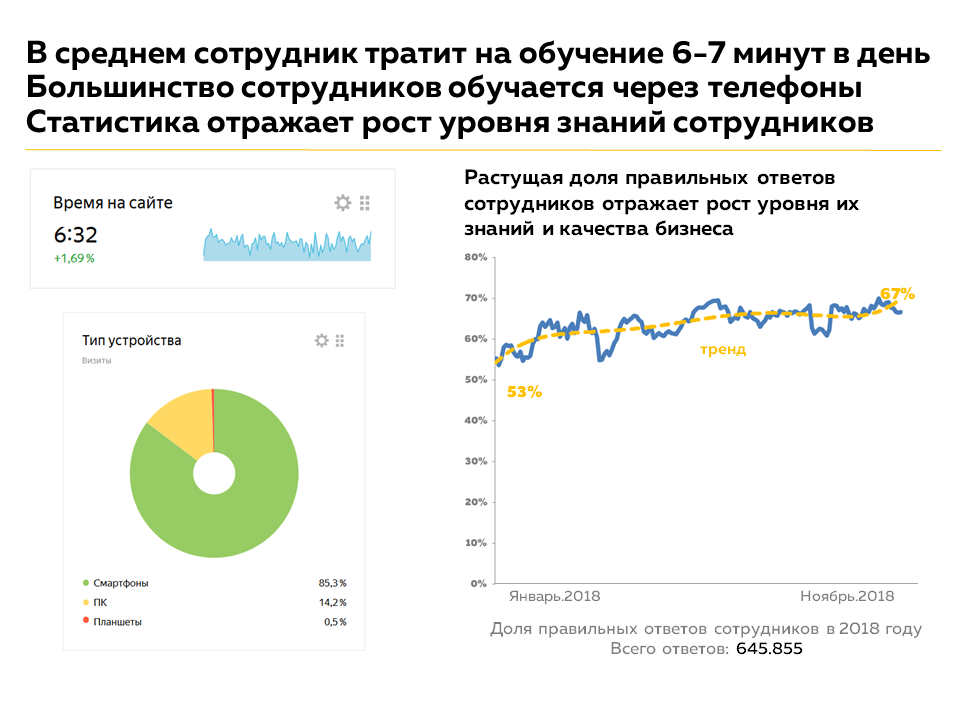 В среднем сотрудник тратит на обучение 6-7 минут в день
Большинство сотрудников обучается через телефоны
Статистика отражает рост уровня знаний сотрудников
Время на сайте
6:32
+1,69 %
Тип устройства
Визиты
Смартфоны 85,3 %
ПК 14,2 %
Планшеты 0,5 %
Растущая доля правильных ответов
сотрудников отражает рост уровня их
знаний и качества бизнеса
80%
70%
60%
50%
40%
30%
20%
10%
0%
67%
тренд
53%
Январь.2018 Ноябрь.2018
Доля правильных ответов сотрудников в 2018 году
Всего ответов: 645.855